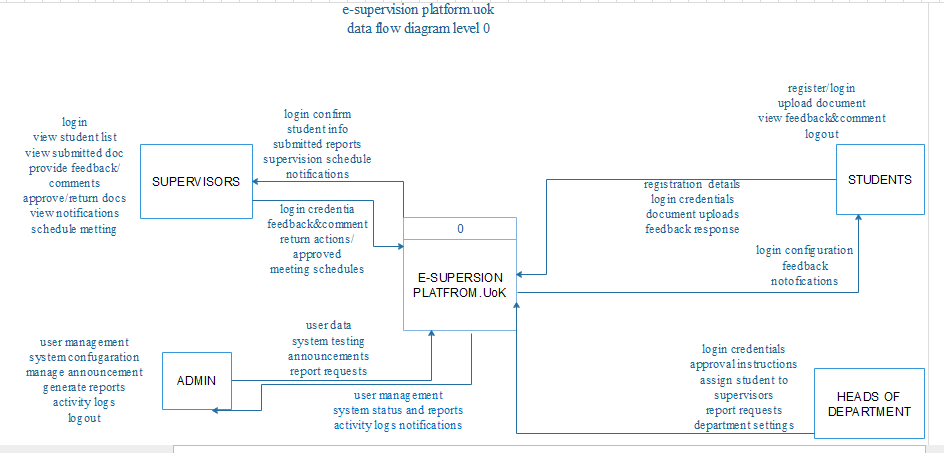 e-supervision platform.uok
data flow diagram level 0
register/login
upload document
view feedback&comment
logout
login
view student list
view submitted doc
provide feedback/
comments
approve/return docs
view notifications
schedule metting
SUPERVISORS
login confirm
student info
submitted reports
supervision schedule
notifications
STUDENTS
registration details
login credentials
document uploads
feedback response
login credentia
feedback&comment
return actions/
approved
meeting schedules
0
E-SUPERSION
PLATFROM.UoK
login configuration
feedback
notofications
user management
system confugaration
manage announcement
generate reports
activity logs
logout
ADMIN
user data
system testing
announcements
report requests
user management
system status and reports
activity logs notifications
login credentials
approval instructions
assign student to
supervisors
report requests
department settings
HEADS OF
DEPARTMENT